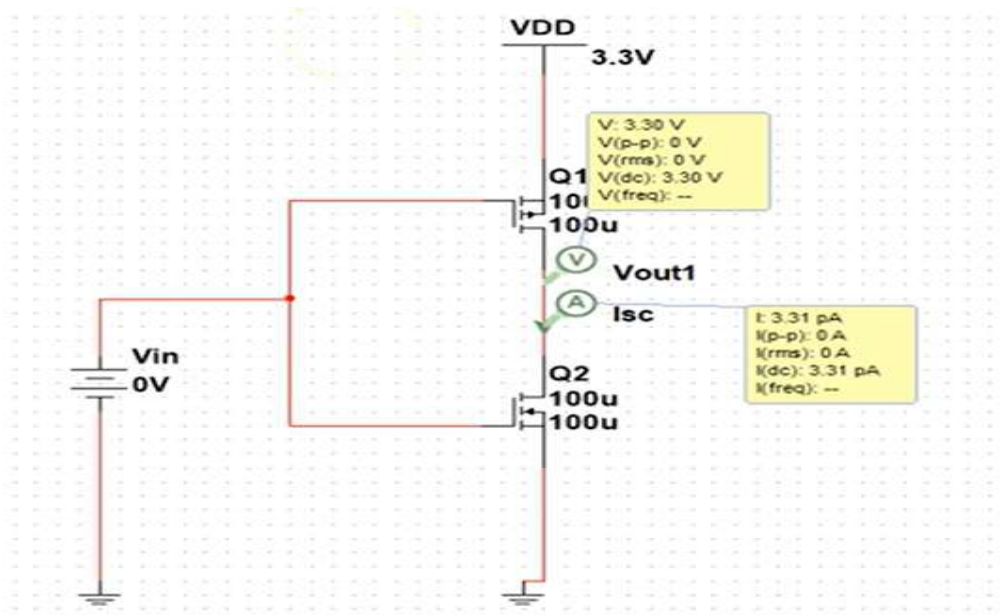 VDD
3.3V
V: 3.30 V
V(p-p): 0 V
V(rms): 0 V
V(dc): 3.30 V
V(freq): --
Q1
100u
V
Vout1
A
Isc
I: 3.31 pA
I(p-p): 0 A
I(rms): 0 A
I(dc): 3.31 pA
I(freq): --
Vin
0V
Q2
100u
100u